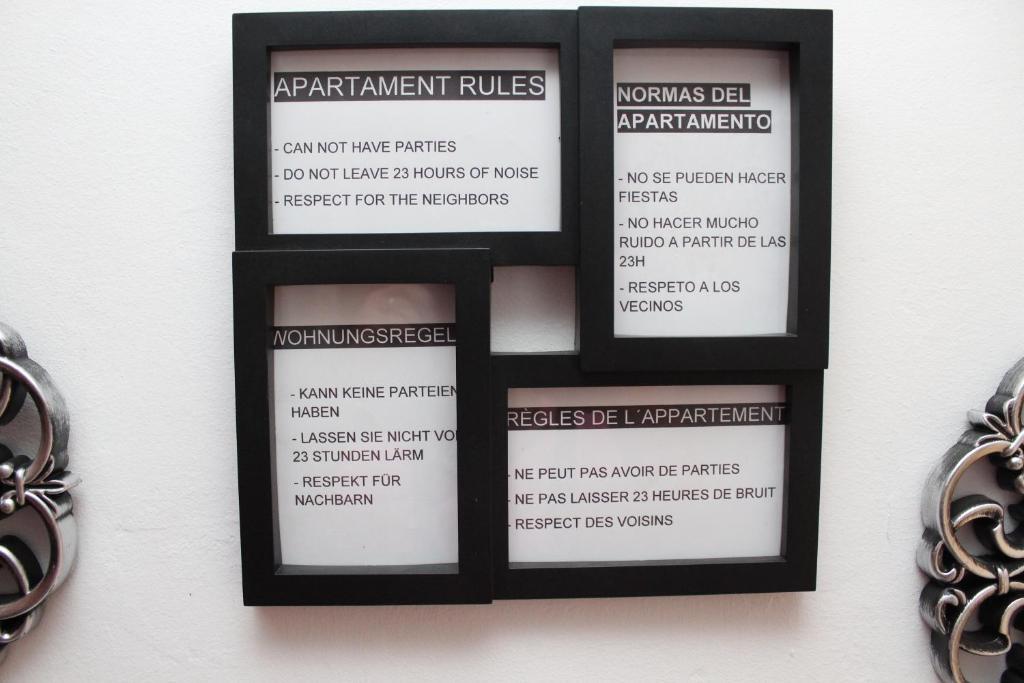 APARTAMENT RULES
- CAN NOT HAVE PARTIES
- DO NOT LEAVE 23 HOURS OF NOISE
- RESPECT FOR THE NEIGHBORS
NORMAS DEL
APARTAMENTO
- NO SE PUEDEN HACER
FIESTAS
- NO HACER MUCHO
RUIDO A PARTIR DE LAS
23H
- RESPETO A LOS
VECINOS
WOHNUNGSREGEL
- KANN KEINE PARTEIEN
HABEN
- LASSEN SIE NICHT
23 STUNDEN LÄRM
- RESPEKT FÜR
NACHBARN
RÈGLES DE L´APPARTEMENT
- NE PEUT PAS AVOIR DE PARTIES
- NE PAS LAISSER 23 HEURES DE BRUIT
- RESPECT DES VOISINS